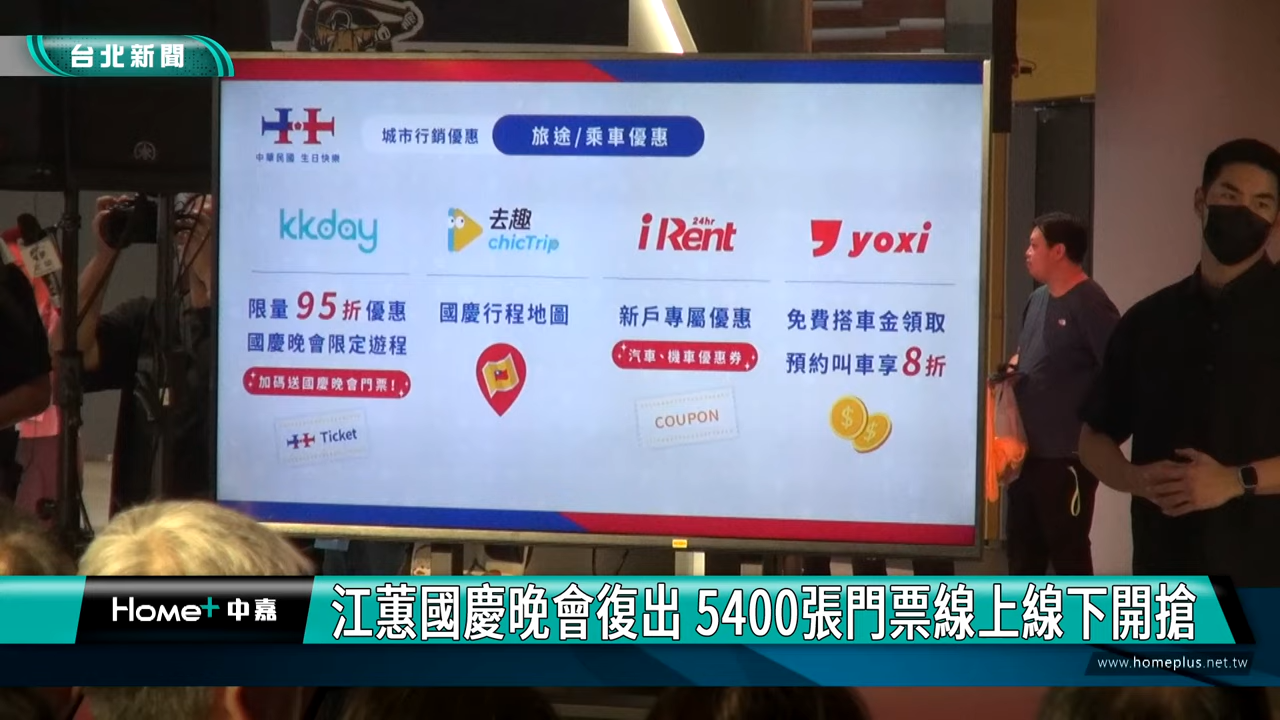 台北新聞
中華民國 生日快樂
城市行銷優惠
旅途/乘車優惠
kkday
限量95折優惠
國慶晚會限定遊程
加碼送國慶晚會門票!
Ticket
去趣
chicTrip
國慶行程地圖
24hr
iRent
新戶專屬優惠
汽車、機車優惠券
COUPON
yoxi
免費搭車金領取
預約叫車享8折
Home+中嘉
江蕙國慶晚會復出 5400張門票線上線下開搶
www.homeplus.net.tw